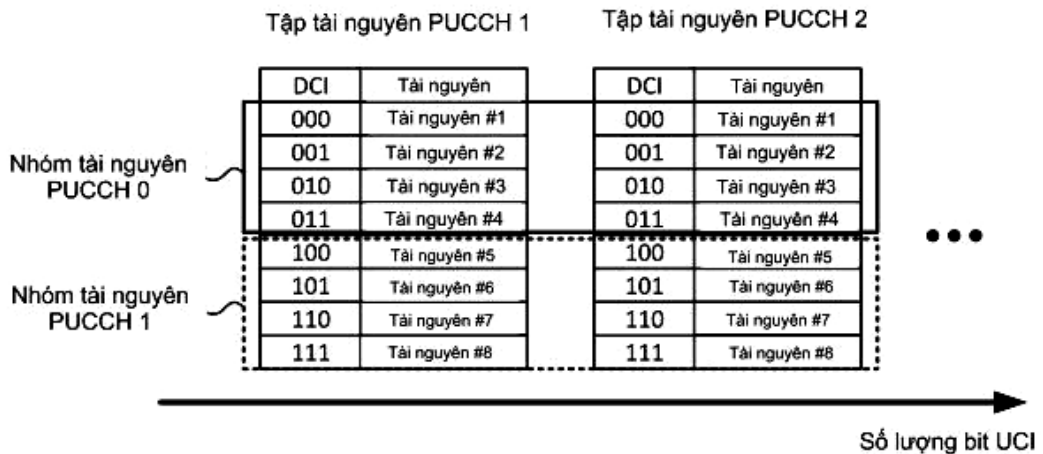 Tập tài nguyên PUCCH 1 Tập tài nguyên PUCCH 2
DCI Tài nguyên DCI Tài nguyên
000 Tài nguyên #1 000 Tài nguyên #1
001 Tài nguyên #2 001 Tài nguyên #2
010 Tài nguyên #3 010 Tài nguyên #3
011 Tài nguyên #4 011 Tài nguyên #4
100 Tài nguyên #5 100 Tài nguyên #5
101 Tài nguyên #6 101 Tài nguyên #6
110 Tài nguyên #7 110 Tài nguyên #7
111 Tài nguyên #8 111 Tài nguyên #8
Nhóm tài nguyên
PUCCH 0
Nhóm tài nguyên
PUCCH 1
•••
Số lượng bit UCI